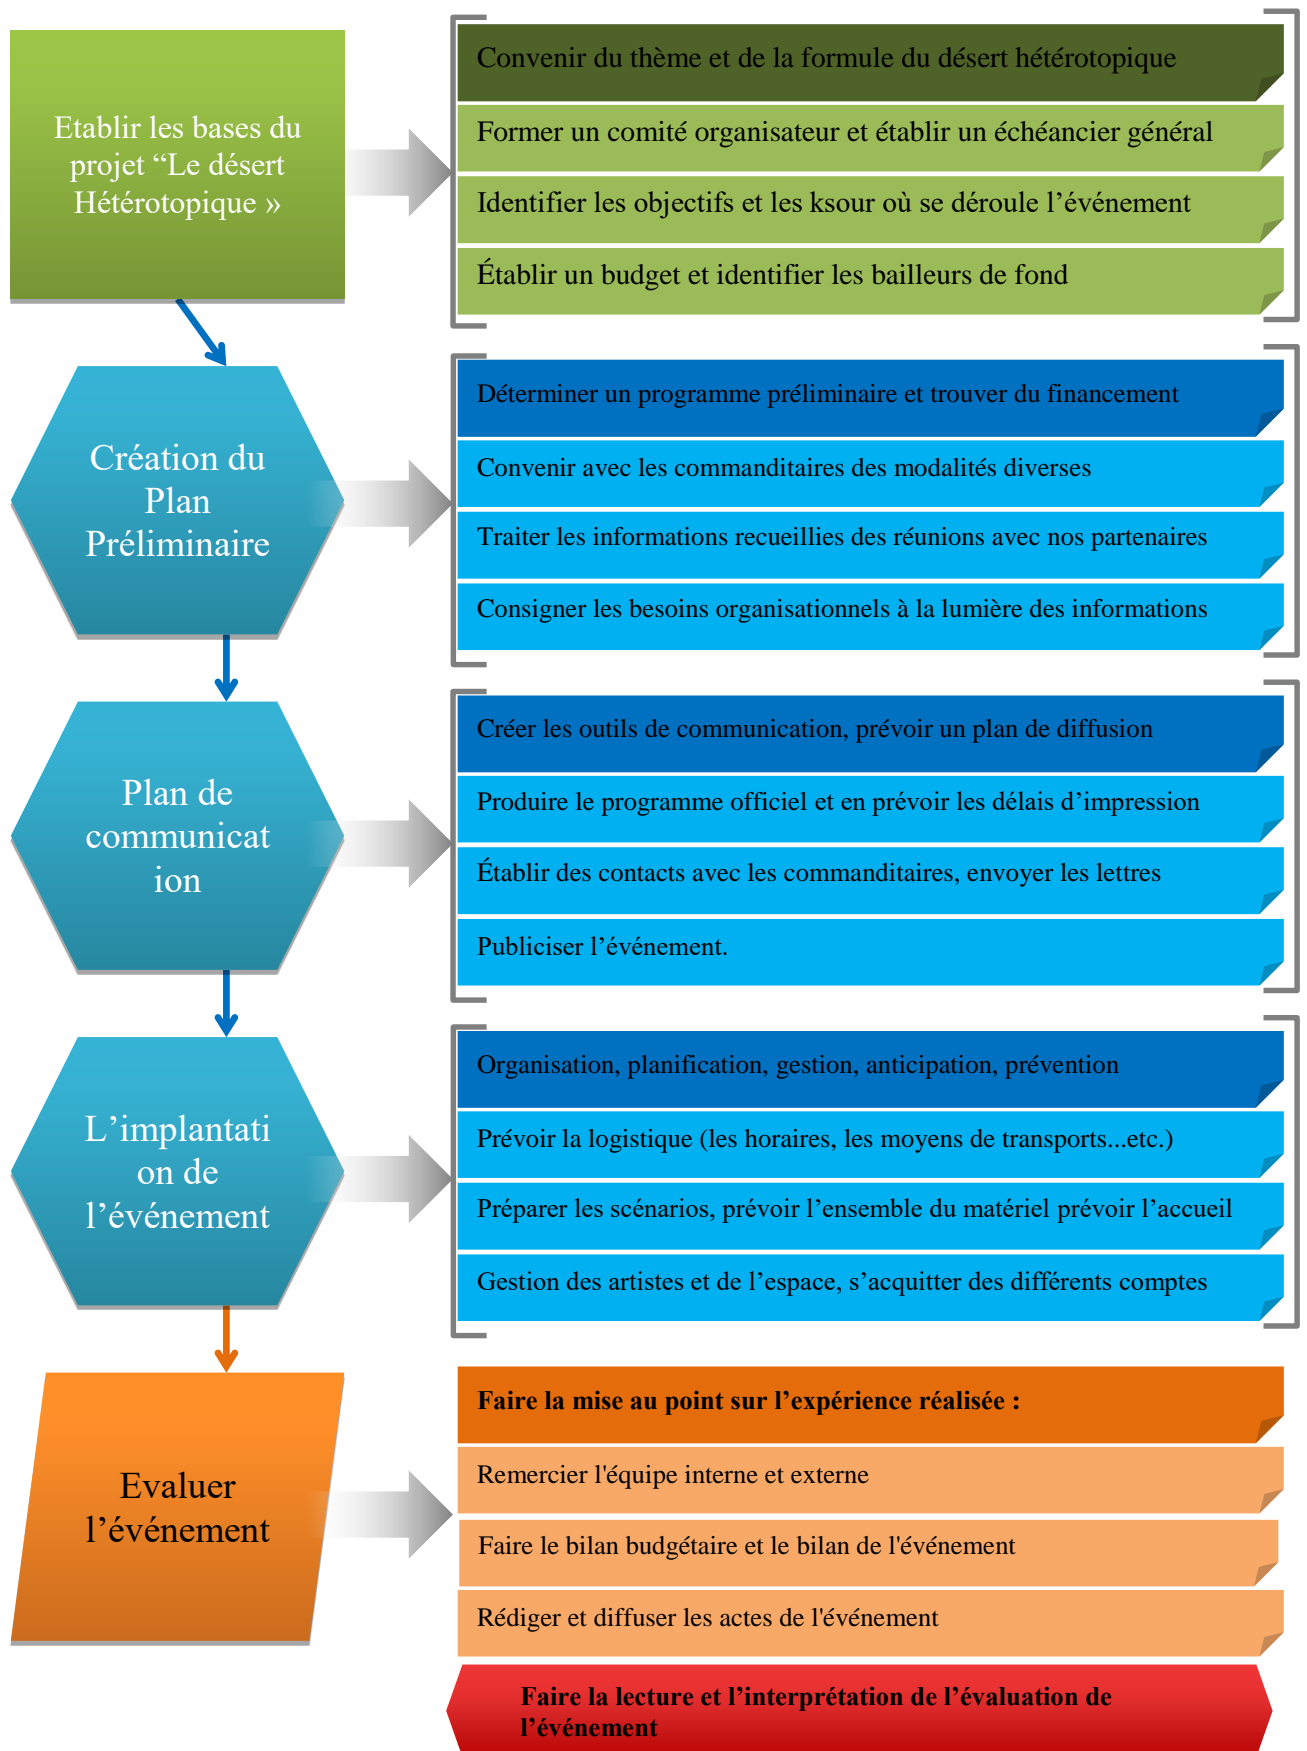 Etablir les bases du
projet “Le désert
Hétérotopique »
Convenir du thème et de la formule du désert hétérotopique
Former un comité organisateur et établir un échéancier général
Identifier les objectifs et les ksour où se déroule l’événement
Établir un budget et identifier les bailleurs de fond
Création du
Plan
Préliminaire
Déterminer un programme préliminaire et trouver du financement
Convenir avec les commanditaires des modalités diverses
Traiter les informations recueillies des réunions avec nos partenaires
Consigner les besoins organisationnels à la lumière des informations
Plan de
communicat
ion
Créer les outils de communication, prévoir un plan de diffusion
Produire le programme officiel et en prévoir les délais d’impression
Établir des contacts avec les commanditaires, envoyer les lettres
Publiciser l’événement.
L’implantati
on de
l’événement
Organisation, planification, gestion, anticipation, prévention
Prévoir la logistique (les horaires, les moyens de transports...etc.)
Préparer les scénarios, prévoir l’ensemble du matériel prévoir l’accueil
Gestion des artistes et de l’espace, s’acquitter des différents comptes
Evaluer
l’événement
Faire la mise au point sur l’expérience réalisée :
Remercier l'équipe interne et externe
Faire le bilan budgétaire et le bilan de l'événement
Rédiger et diffuser les actes de l'événement
Faire la lecture et l’interprétation de l’évaluation de
l’événement